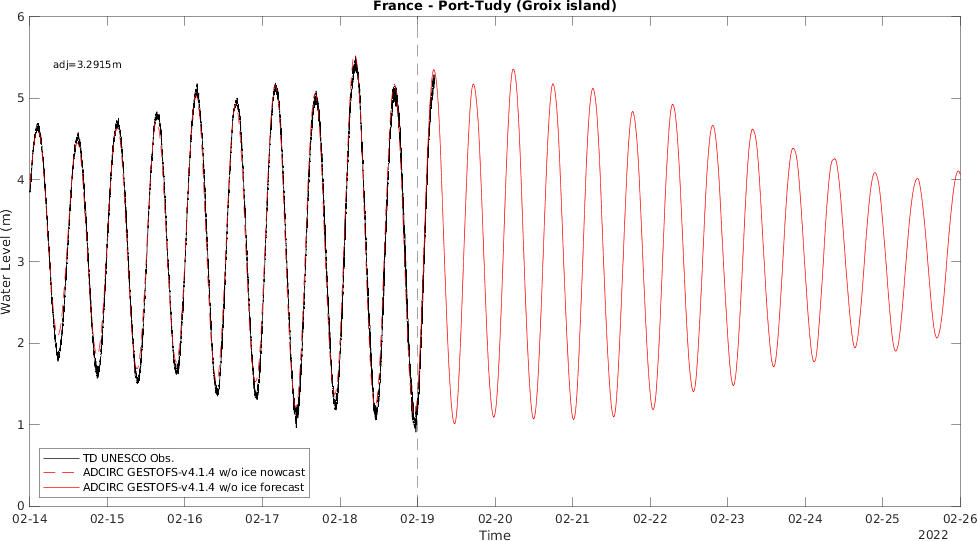 France - Port-Tudy (Groix island)
adj=3.2915m
6
5
4
3
2
1
0
Water Level (m)
TD UNESCO Obs.
ADCIRC GESTOFS-v4.1.4 w/o ice nowcast
ADCIRC GESTOFS-v4.1.4 w/o ice forecast
02-14 02-15 02-16 02-17 02-18 02-19 02-20 02-21 02-22 02-23 02-24 02-25 02-26
Time
2022